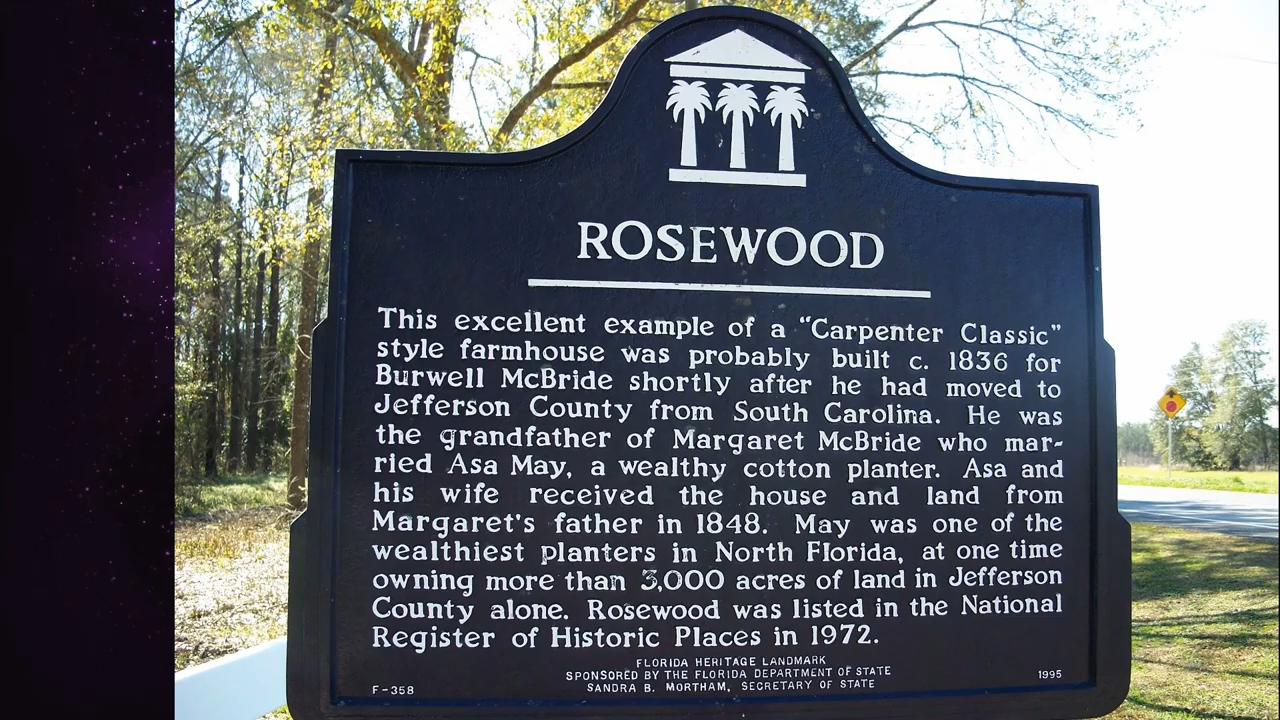 ROSEWOOD
This excellent example of a “Carpenter Classic”
style farmhouse was probably built c. 1836 for
Burwell McBride shortly after he had moved to
Jefferson County from South Carolina. He was
the grandfather of Margaret McBride who mar-
ried Asa May, a wealthy cotton planter. Asa and
his wife received the house and land from
Margaret's father in 1848. May was one of the
wealthiest planters in North Florida, at one time
owning more than 3,000 acres of land in Jefferson
County alone. Rosewood was listed in the National
Register of Historic Places in 1972.
FLORIDA HERITAGE LANDMARK
SPONSORED BY THE FLORIDA DEPARTMENT OF STATE
SANDRA B. MORTHAM, SECRETARY OF STATE
F-358
1995